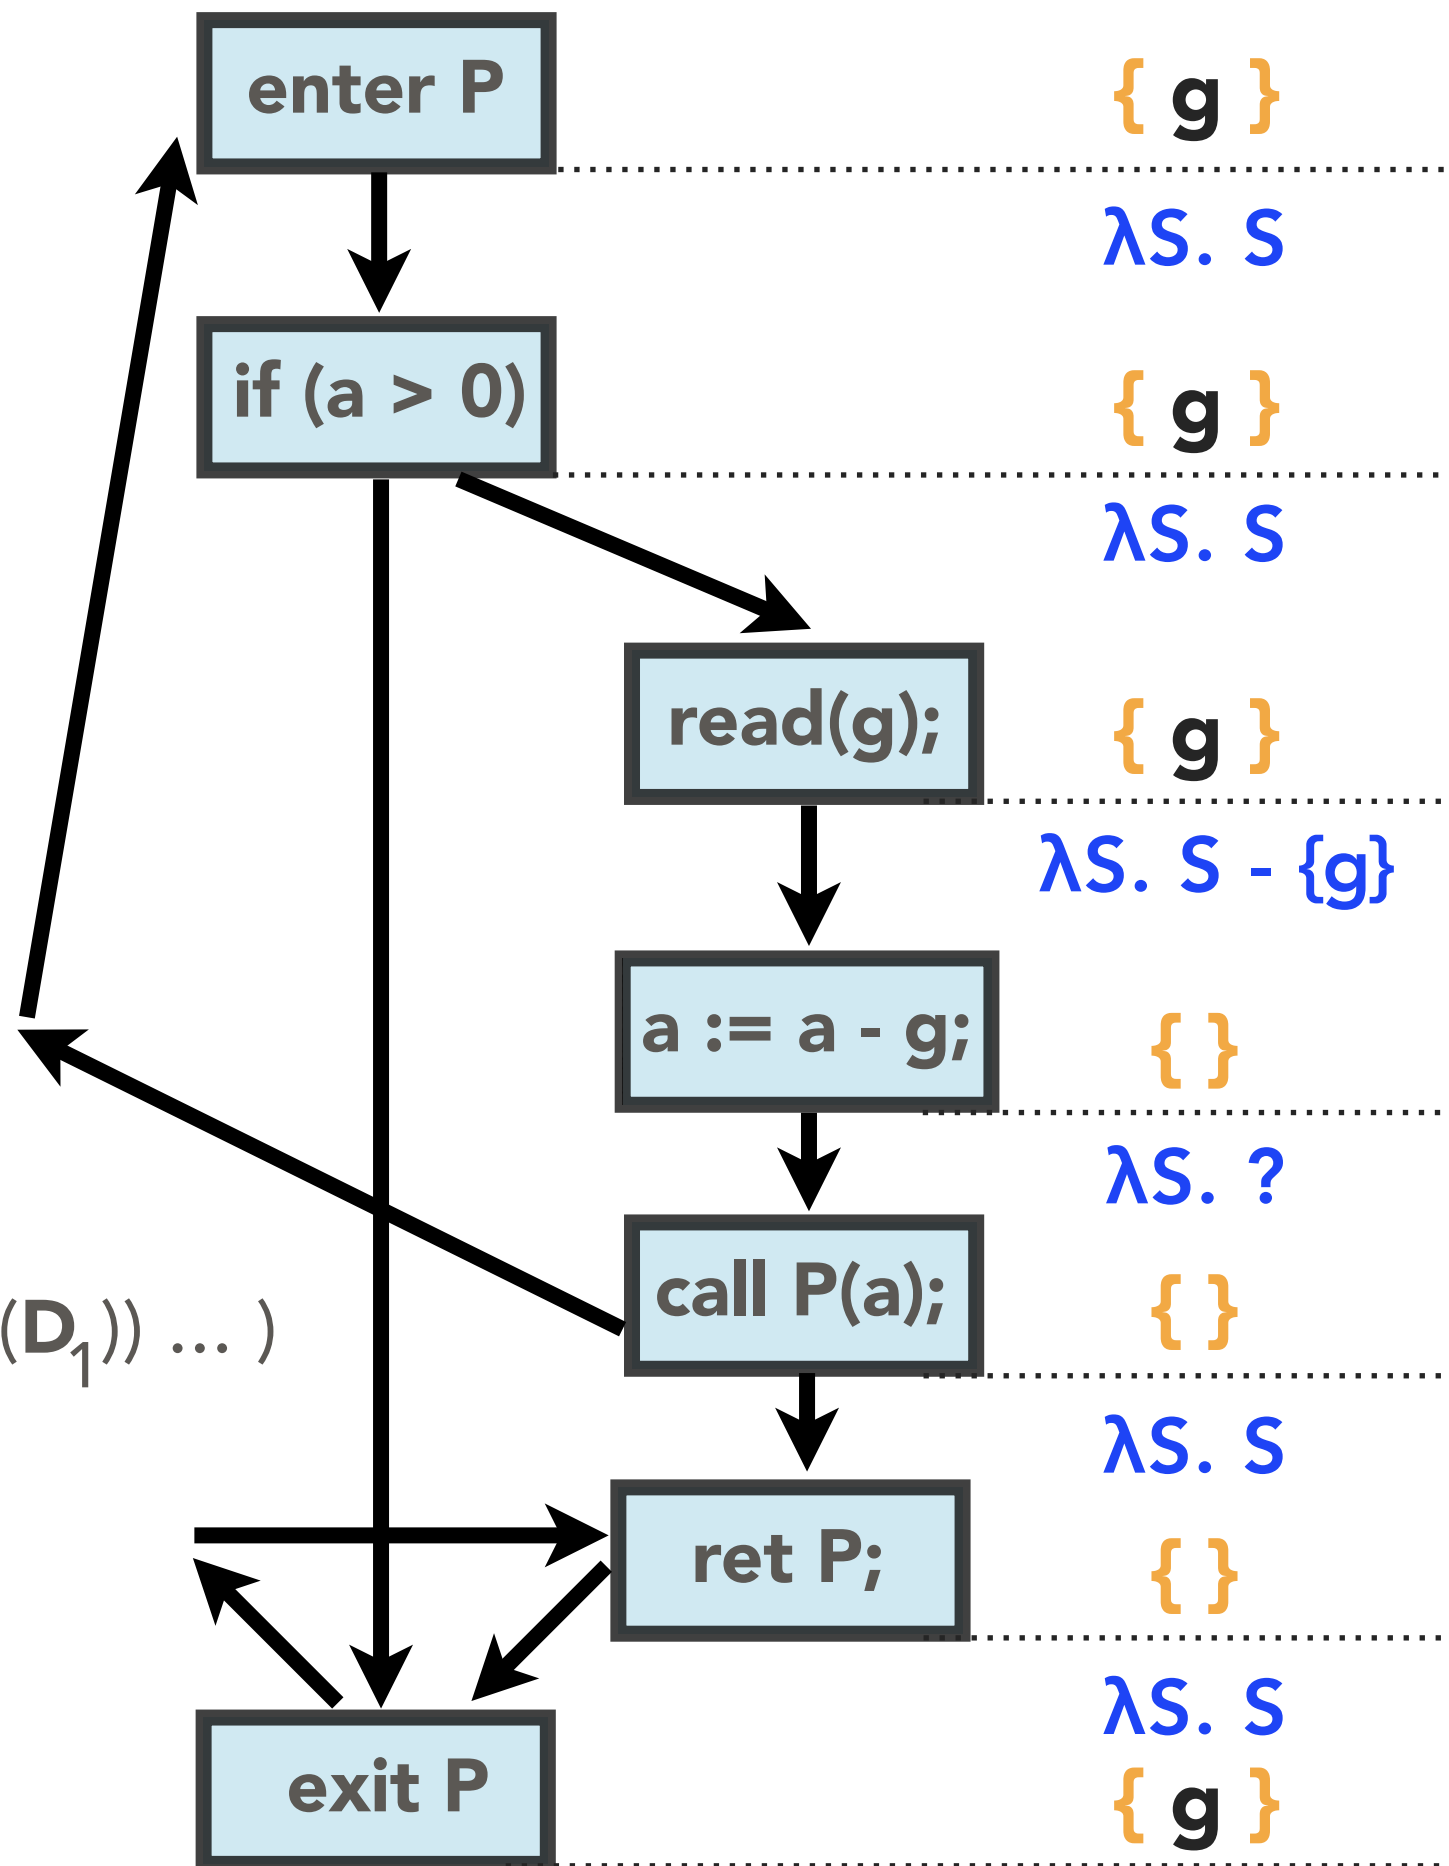 enter P
{ g }
λS. S
if (a > 0)
{ g }
λS. S
read(g);
{ g }
λS. S - {g}
a := a - g;
{ }
λS. ?
call P(a);
{ }
(D1)) ... )
λS. S
ret P;
{ }
λS. S
exit P
{ g }